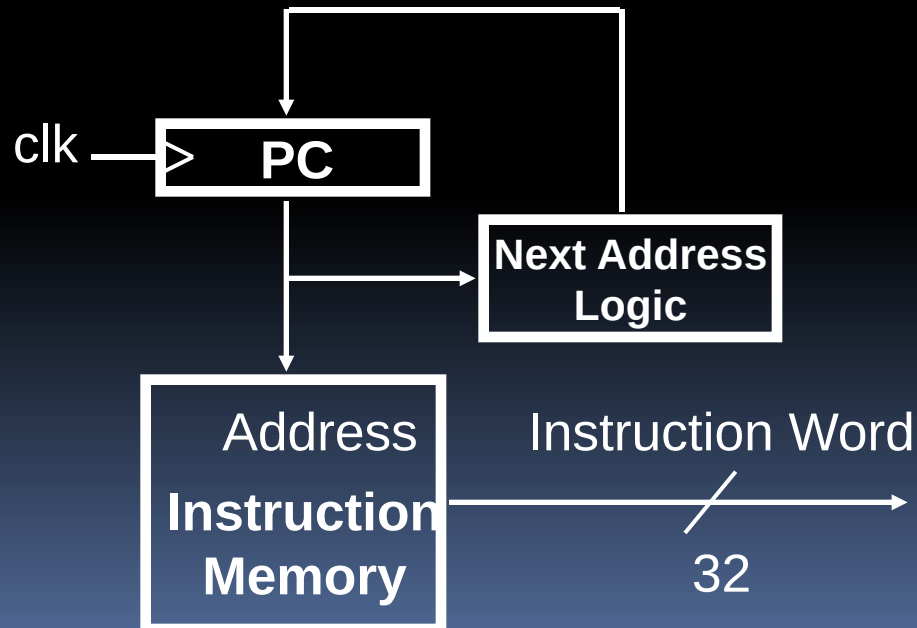 clk
PC
Next Address
Logic
Address
Instruction Word
Instruction
Memory
32